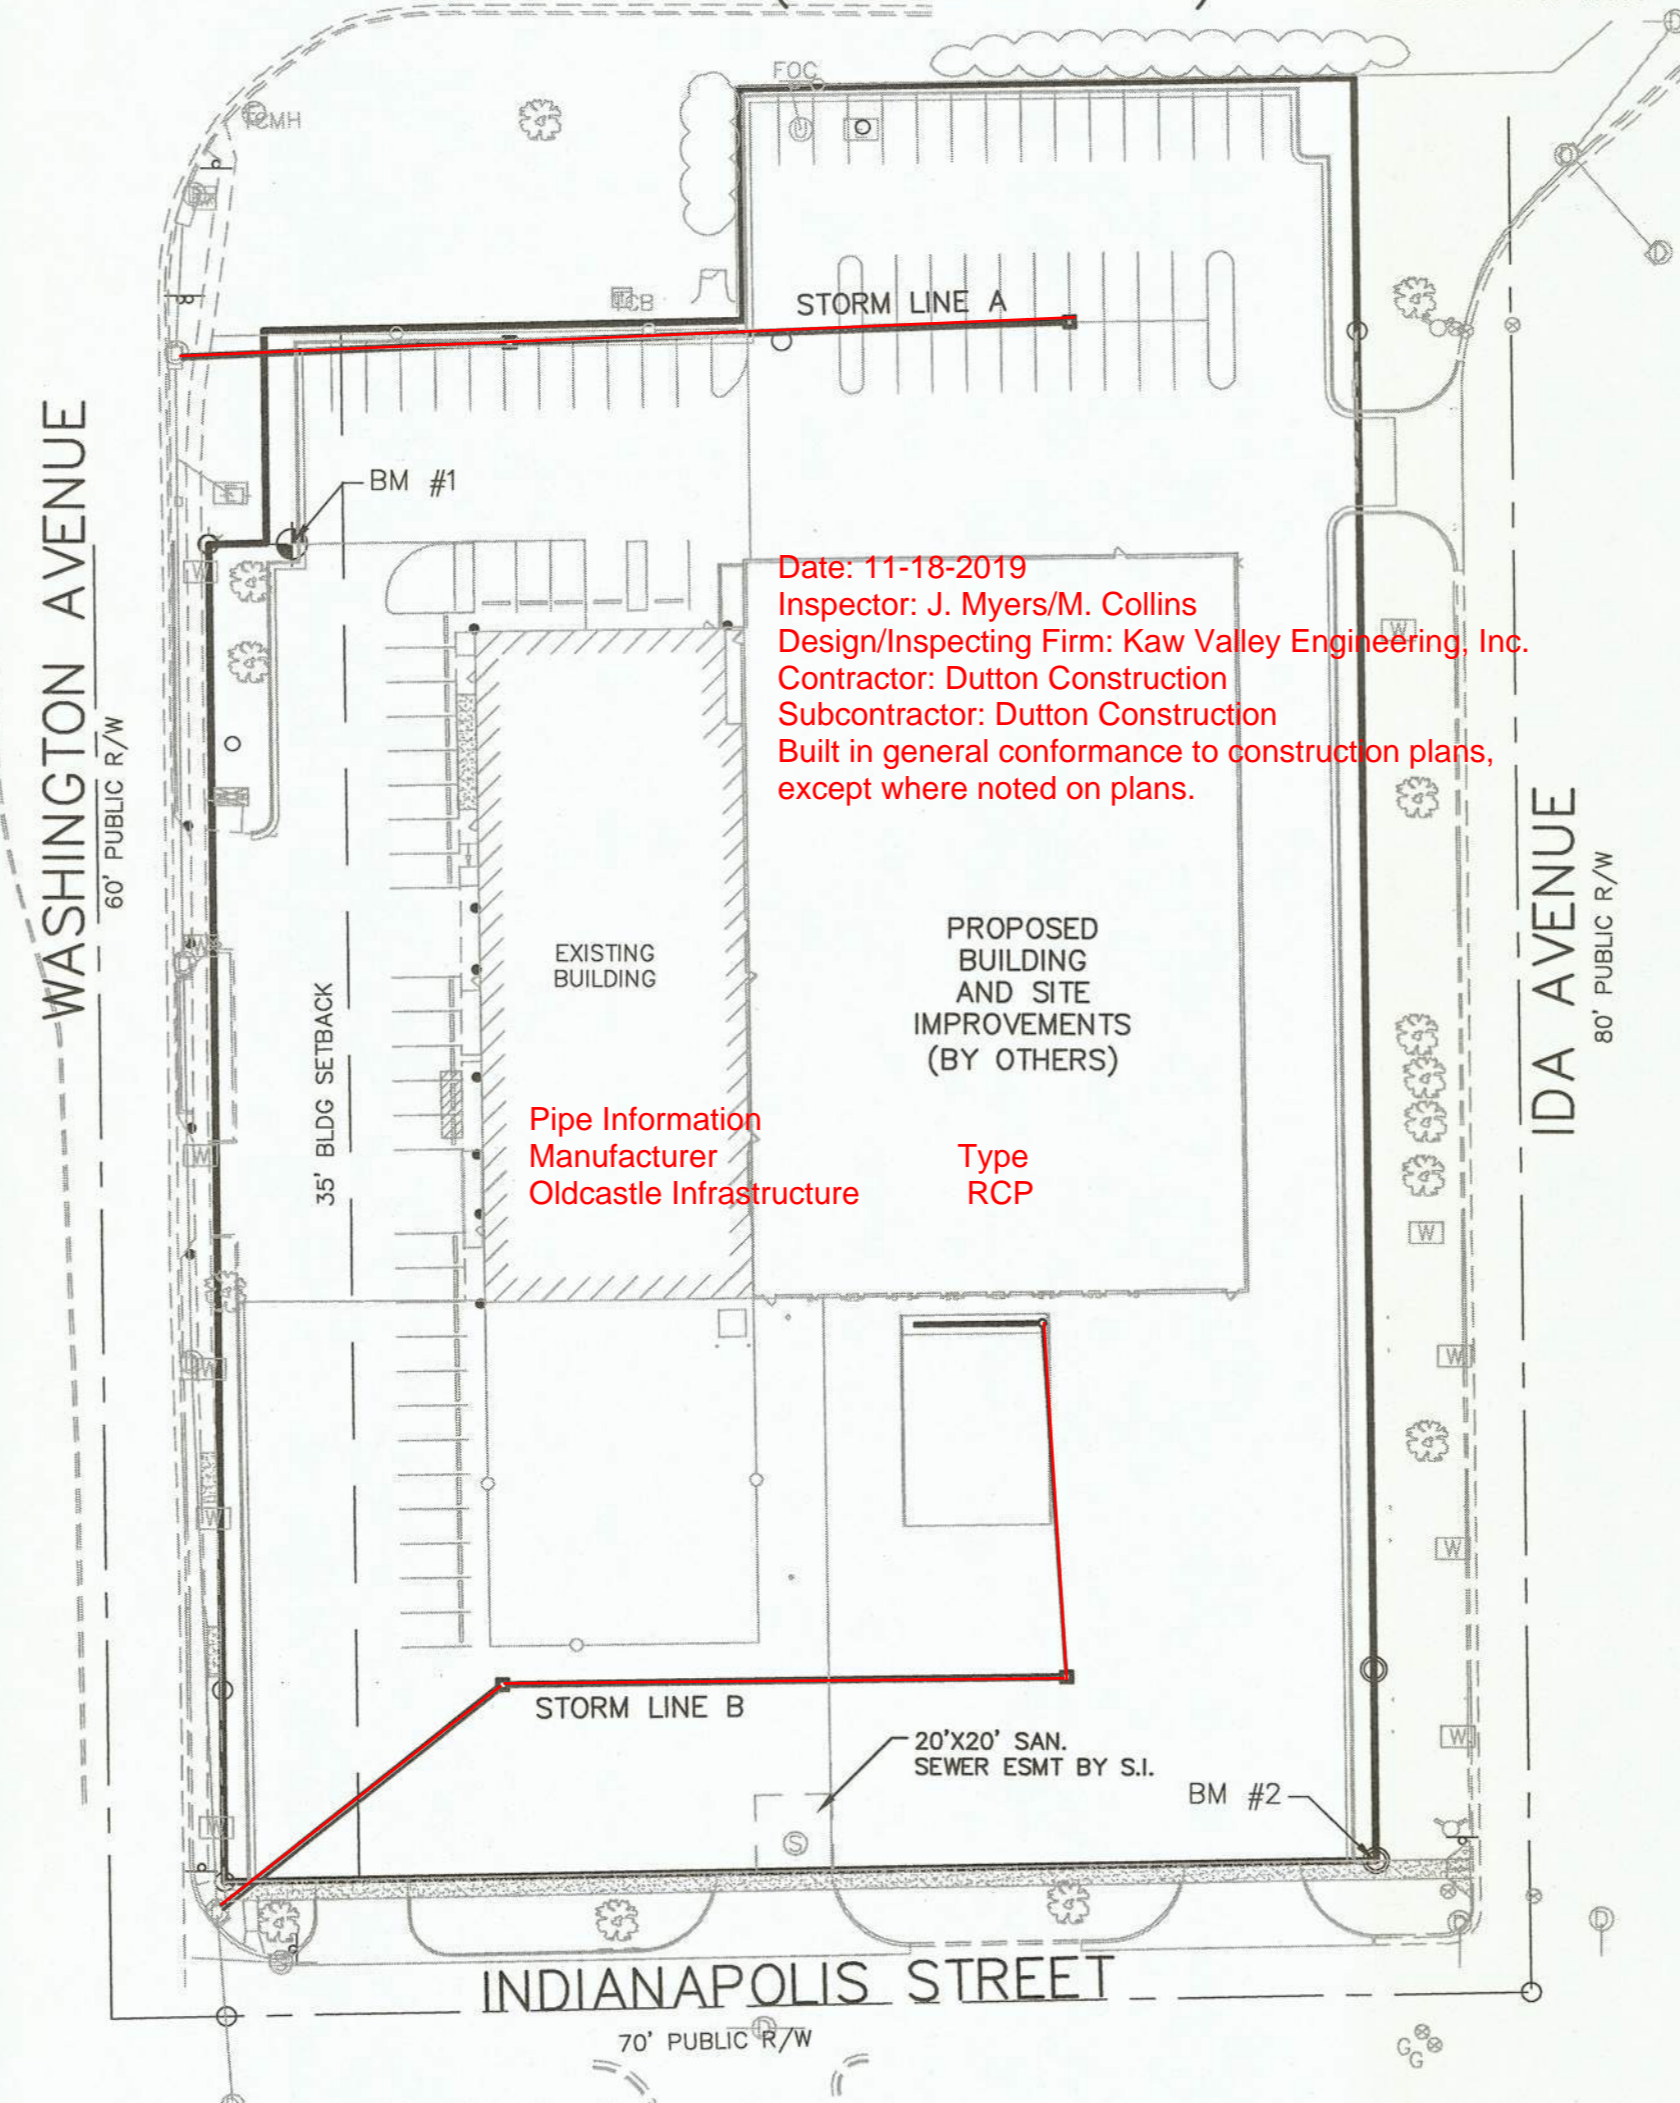 FOC
TCMH
TCB
STORM LINE A
BM #1
WASHINGTON AVENUE
60' PUBLIC R/W
Date: 11-18-2019
Inspector: J. Myers/M. Collins
Design/Inspecting Firm: Kaw Valley Engineering, Inc.
Contractor: Dutton Construction
Subcontractor: Dutton Construction
Built in general conformance to construction plans,
except where noted on plans.
EXISTING
BUILDING
PROPOSED
BUILDING
AND SITE
IMPROVEMENTS
(BY OTHERS)
IDA AVENUE
80' PUBLIC R/W
35' BLDG SETBACK
Pipe Information
Manufacturer Type
Oldcastle Infrastructure RCP
STORM LINE B
20'X20' SAN.
SEWER ESMT BY S.I.
BM #2
S
INDIANAPOLIS STREET
70' PUBLIC R/W
W
W
W
W
W
W
W
W
W
W
W
D
D
G
G